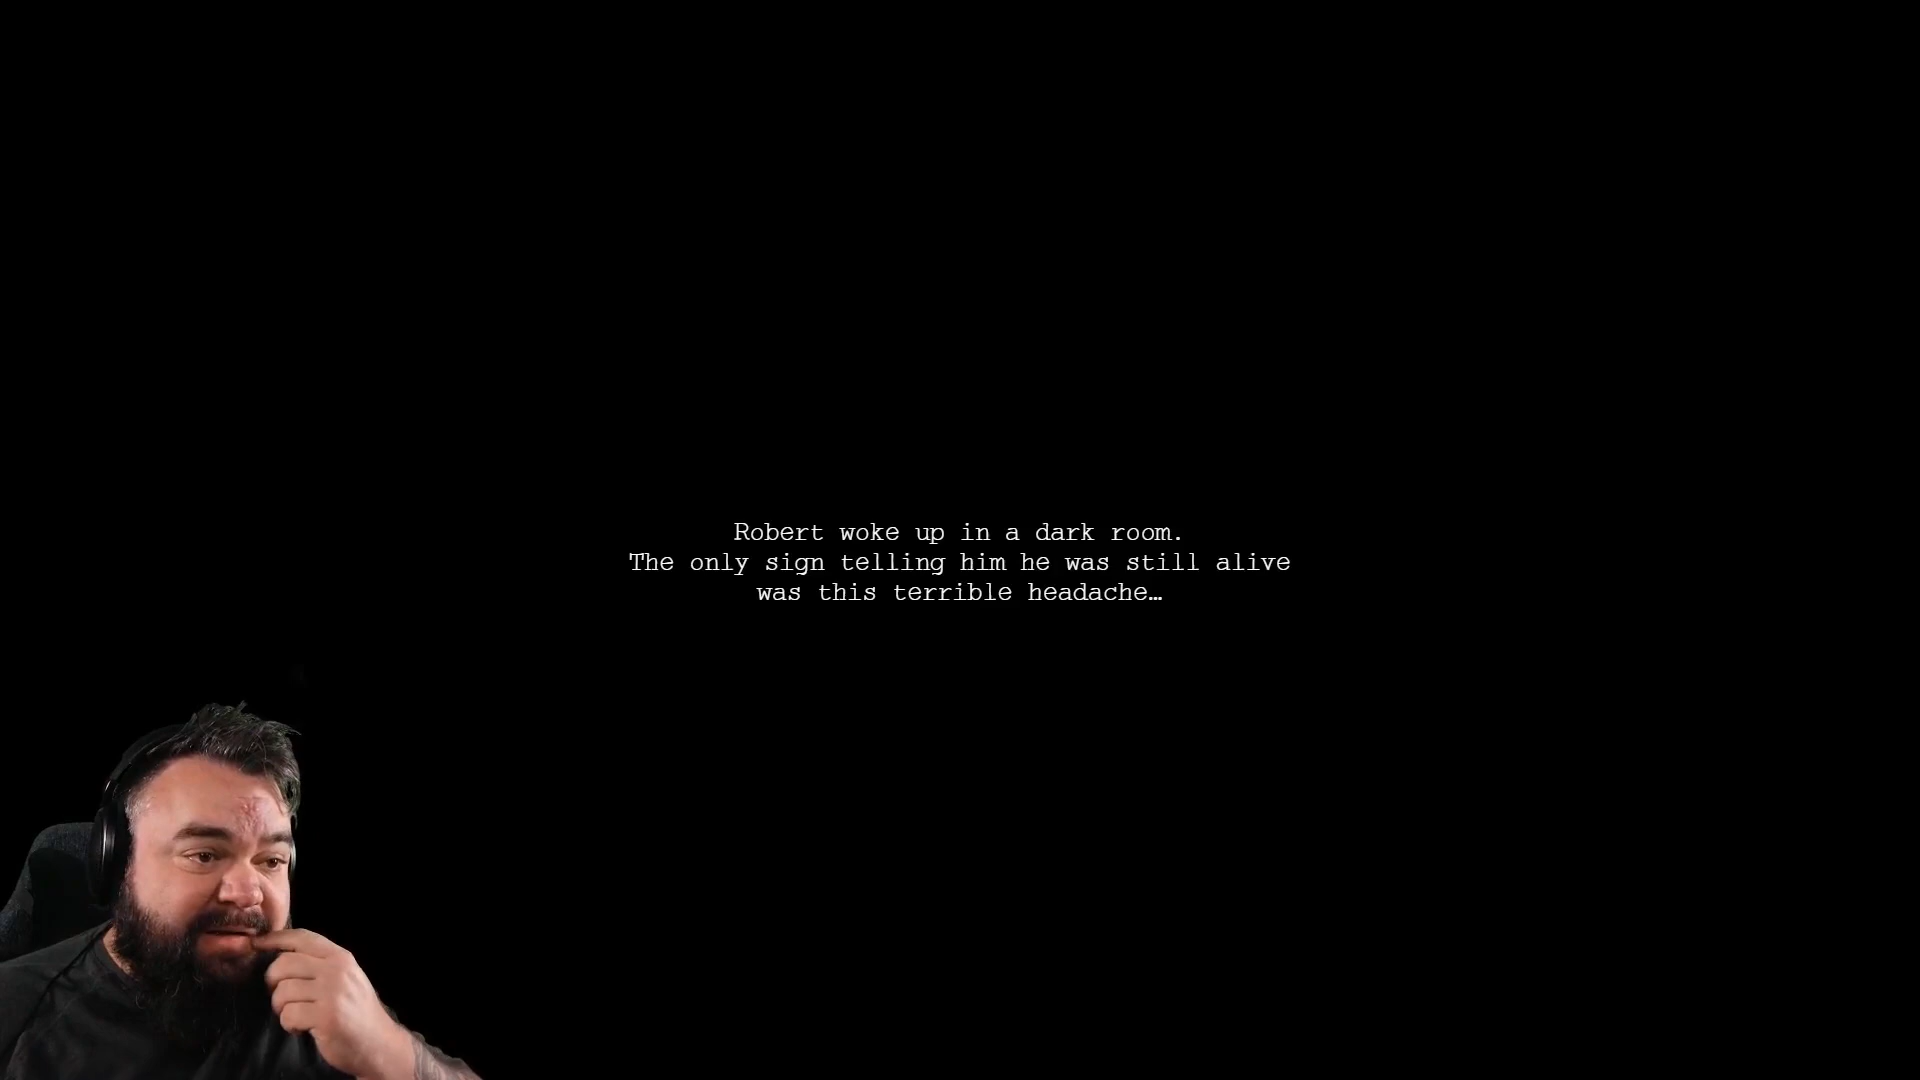 Robert woke up in a dark room.
The only sign telling him he was still alive
was this terrible headache…